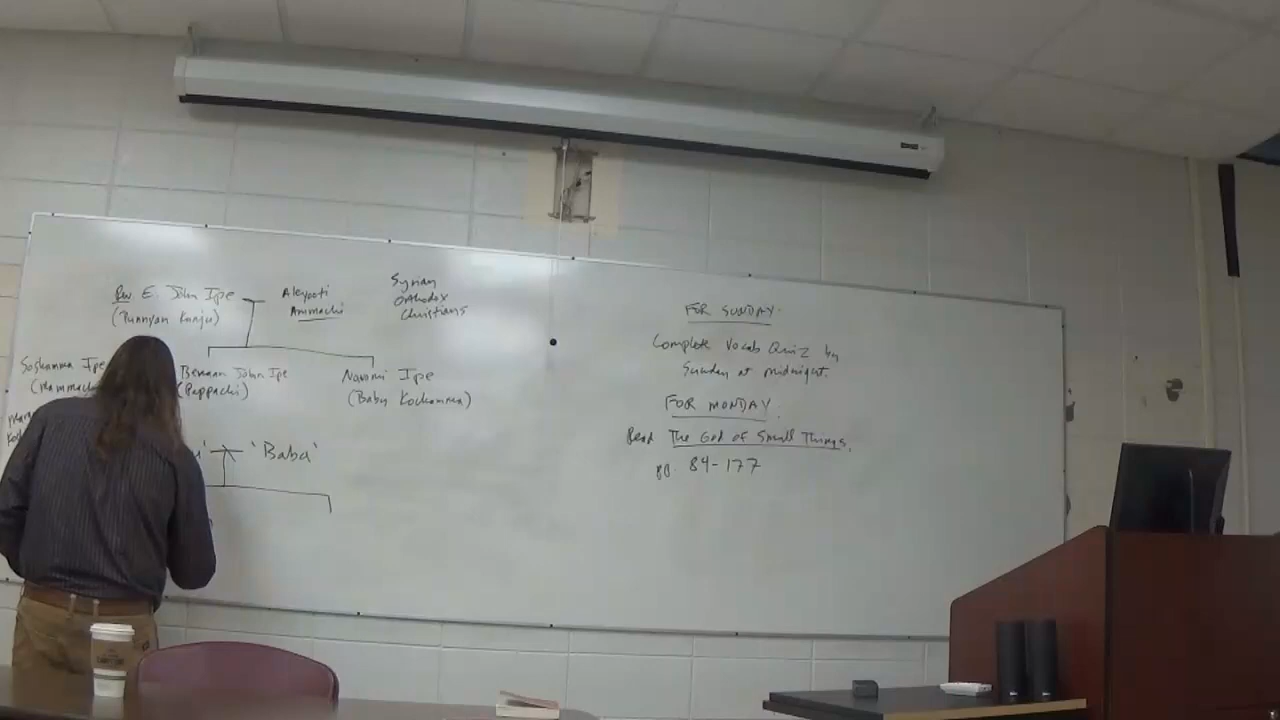 Rev E. John Ipe
(Punnyan Kunju)
Aleyooti
Ammachi
Syrian
Orthodox
Christians
Soshamma Ipe
(Mammachi
Benaan John Ipe
(Pappachi)
Navomi Ipe
(Baby Kochamma)
'Baba'
FOR SUNDAY.
Complete Vocab Quiz by
Sunday at midnight.
FOR MONDAY.
Read The God of Small Things,
pp. 84-177